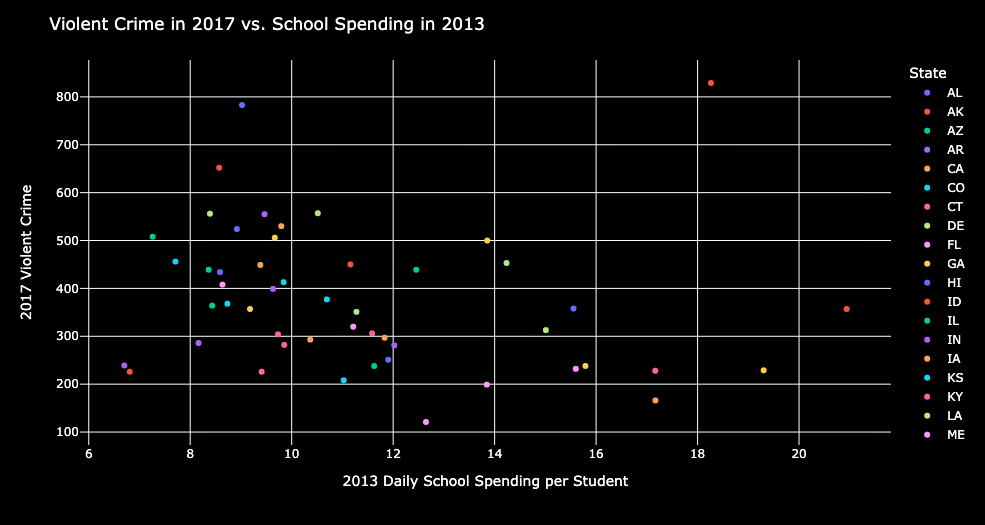 Violent Crime in 2017 vs. School Spending in 2013
State
AL
AK
AZ
AR
CA
CO
CT
DE
FL
GA
HI
ID
IL
IN
IA
KS
KY
LA
ME
2017 Violent Crime
800
700
600
500
400
300
200
100
6 8 10 12 14 16 18 20
2013 Daily School Spending per Student